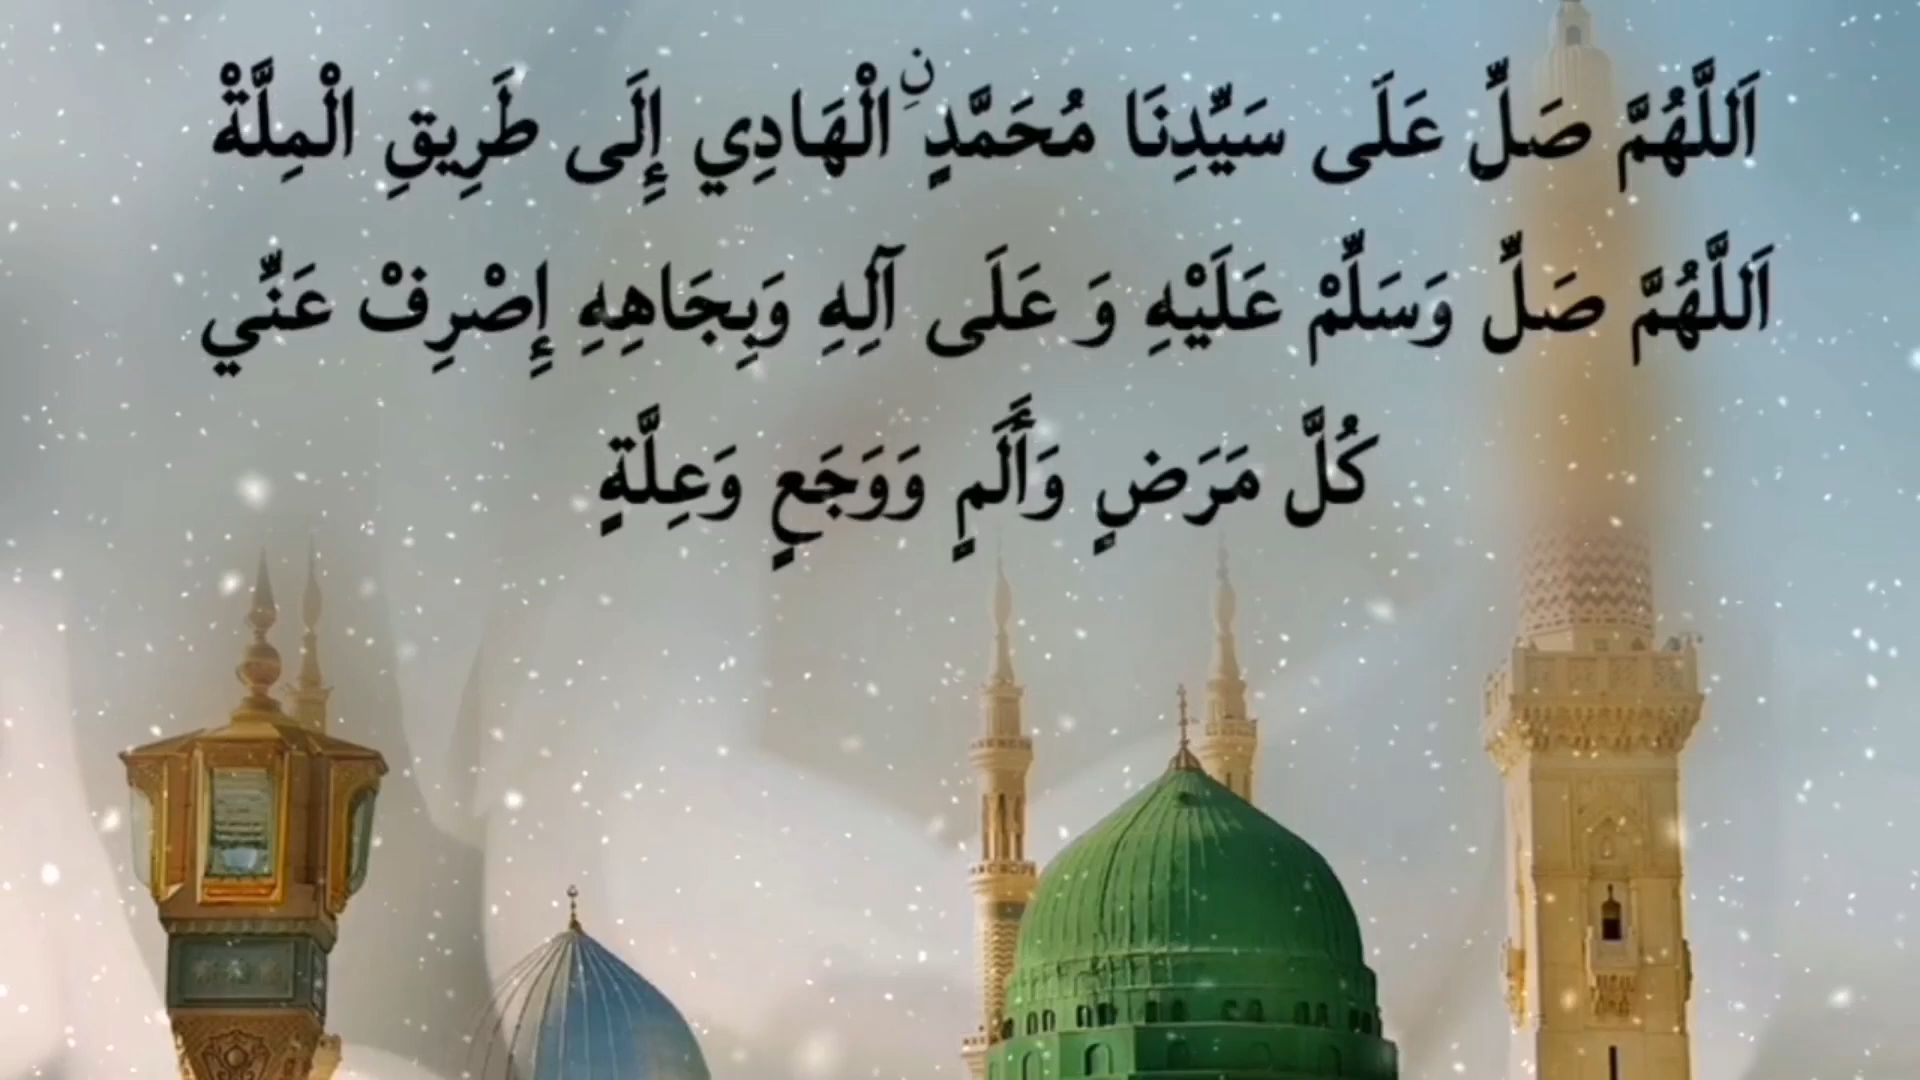 اَللَّهُمَّ صَلِّ عَلَى سَيِّدِنَا مُحَمَّدٍ ۨالْهَادِي إِلَى طَرِيقِ الْمِلَّةْ
اَللَّهُمَّ صَلِّ وَسَلِّمْ عَلَيْهِ وَ عَلَى آلِهِ وَبِجَاهِهِ إِصْرِفْ عَنِّي
كُلَّ مَرَضٍ وَأَلَمٍ وَوَجَعٍ وَعِلَّةٍ